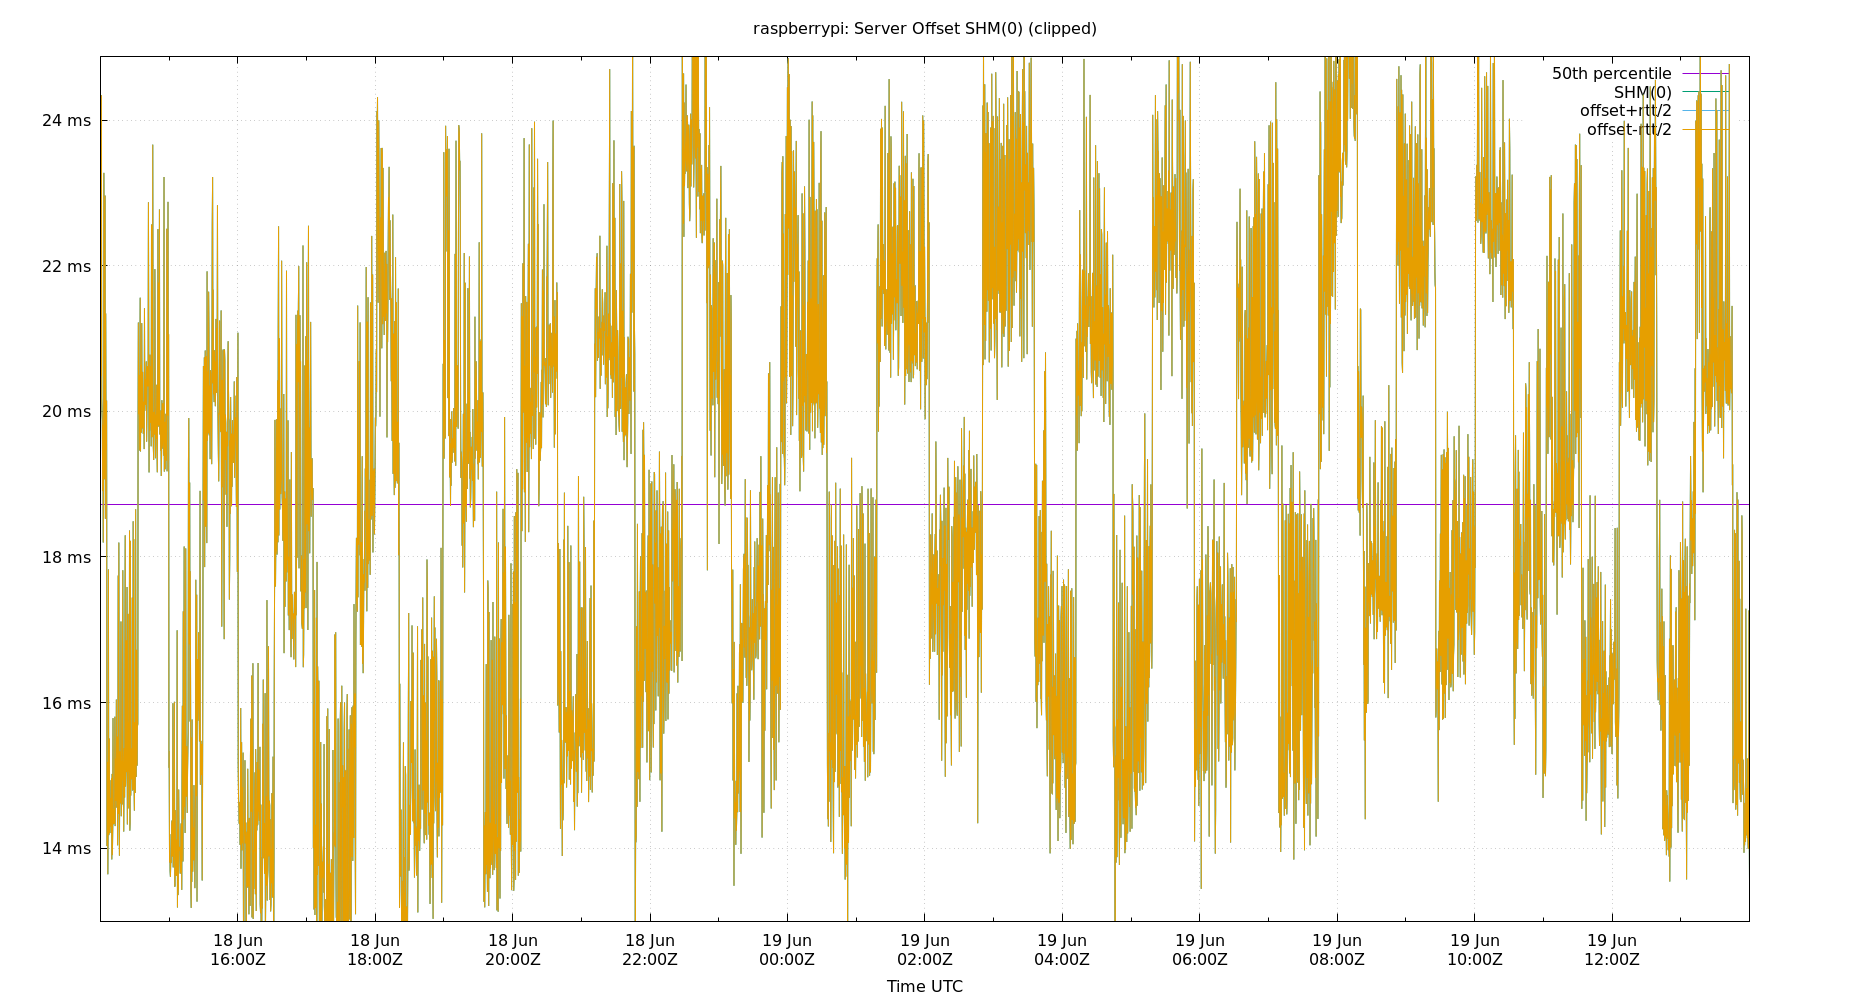 raspberrypi: Server Offset SHM(0) (clipped)
50th percentile
SHM(0)
offset+rtt/2
offset-rtt/2
24 ms
22 ms
20 ms
18 ms
16 ms
14 ms
18 Jun 18 Jun 18 Jun 18 Jun 19 Jun 19 Jun 19 Jun 19 Jun 19 Jun 19 Jun 19 Jun
16:00Z 18:00Z 20:00Z 22:00Z 00:00Z 02:00Z 04:00Z 06:00Z 08:00Z 10:00Z 12:00Z
Time UTC